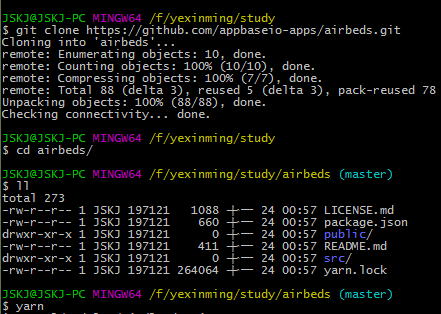 JSKJ@JSKJ-PC MINGW64 /f/yexinming/study
$ git clone https://github.com/appbaseio-apps/airbeds.git
Cloning into 'airbeds'...
remote: Enumerating objects: 10, done.
remote: Counting objects: 100% (10/10), done.
remote: Compressing objects: 100% (7/7), done.
remote: Total 88 (delta 3), reused 5 (delta 3), pack-reused 78
Unpacking objects: 100% (88/88), done.
Checking connectivity... done.
JSKJ@JSKJ-PC MINGW64 /f/yexinming/study
$ cd airbeds/
JSKJ@JSKJ-PC MINGW64 /f/yexinming/study/airbeds (master)
$ ll
total 273
-rw-r--r-- 1 JSKJ 197121 1088 十一 24 00:57 LICENSE.md
-rw-r--r-- 1 JSKJ 197121 660 十一 24 00:57 package.json
drwxr-xr-x 1 JSKJ 197121 0 十一 24 00:57 public/
-rw-r--r-- 1 JSKJ 197121 411 十一 24 00:57 README.md
drwxr-xr-x 1 JSKJ 197121 0 十一 24 00:57 src/
-rw-r--r-- 1 JSKJ 197121 264064 十一 24 00:57 yarn.lock
JSKJ@JSKJ-PC MINGW64 /f/yexinming/study/airbeds (master)
$ yarn